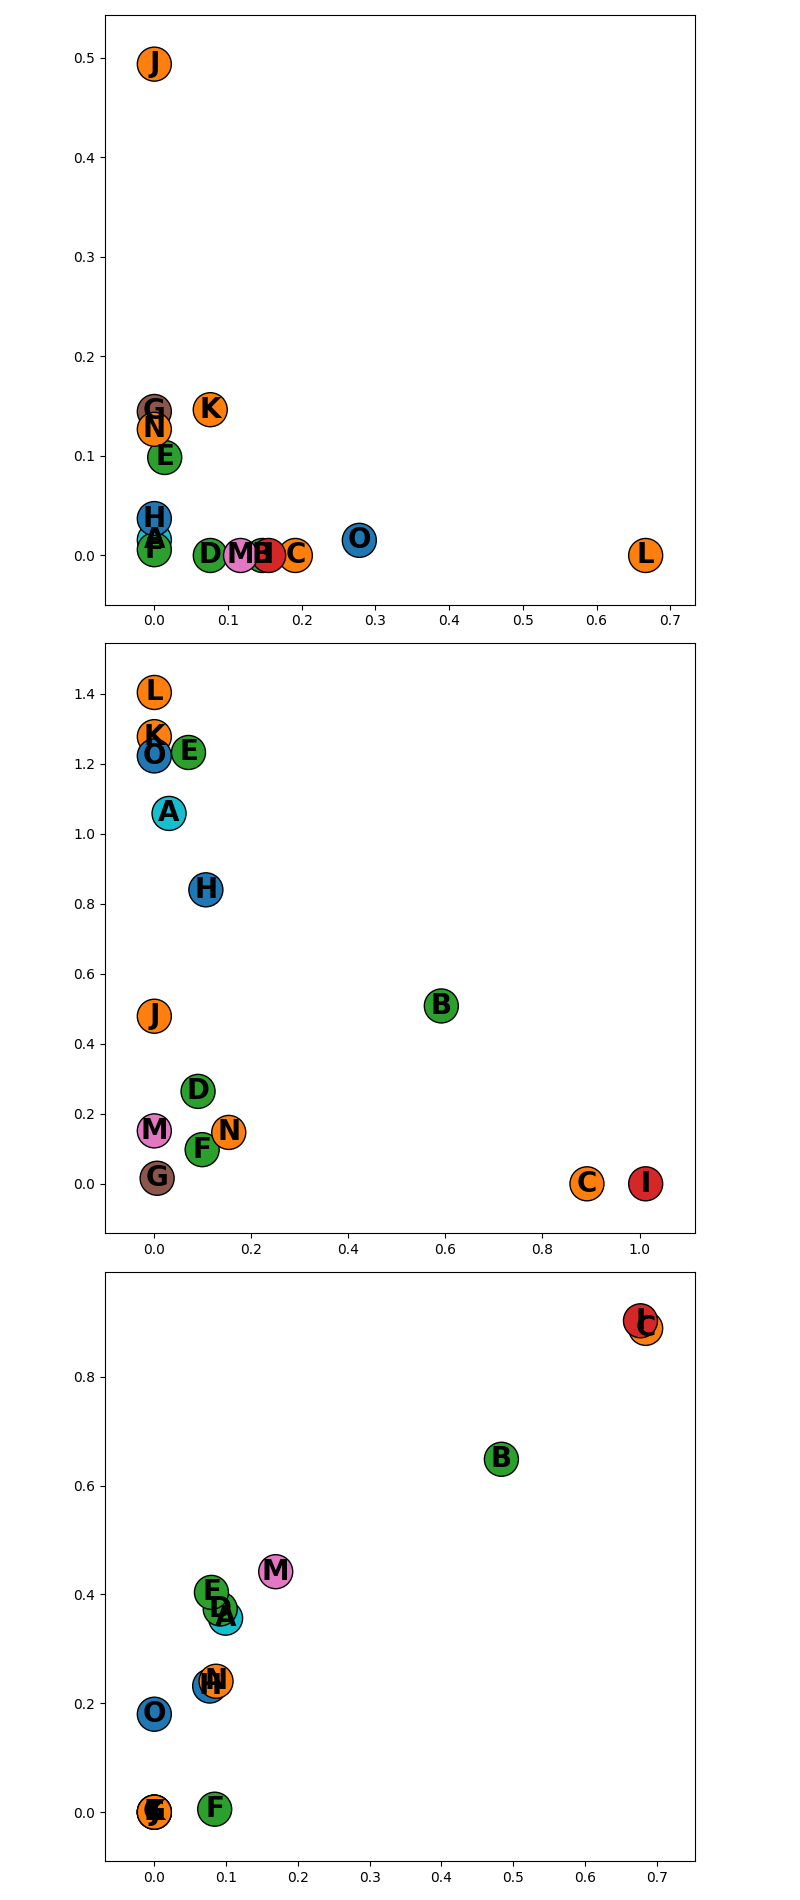 0.5
J
0.4
0.3
0.2
G K
N
0.1
E
H
A
F
0.0
D M B I C O L
0.0 0.1 0.2 0.3 0.4 0.5 0.6 0.7
1.4
L
K
1.2
O E
A
1.0
H
0.8
0.6
B
J
0.4
D
0.2
M N
F
G
0.0
C I
0.0 0.2 0.4 0.6 0.8 1.0
I
C
0.8
B
0.6
M
E
0.4
D
A
N
H
0.2
O
0.0
G
J
F
0.0 0.1 0.2 0.3 0.4 0.5 0.6 0.7